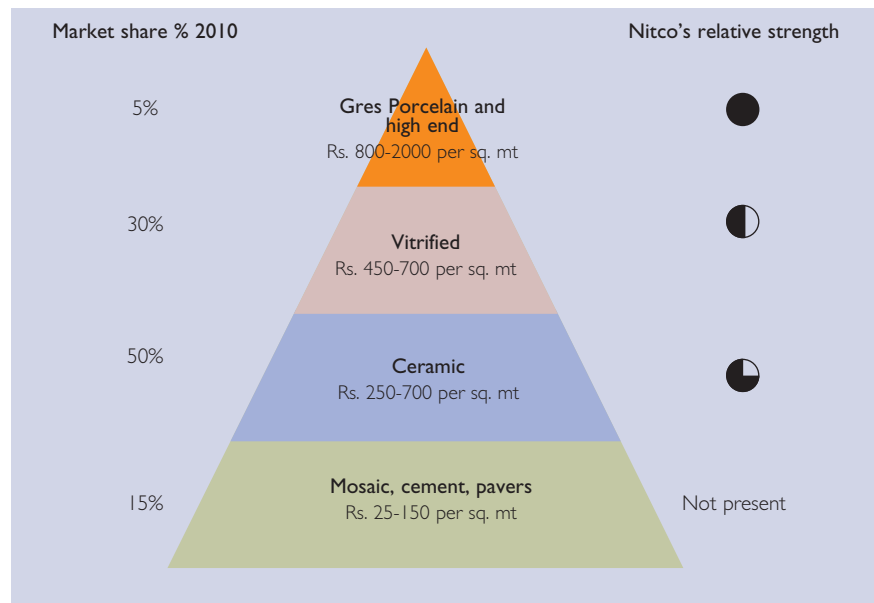 Market share % 2010
Nitco's relative strength
5%
Gres Porcelain and
high end
Rs. 800-2000 per sq. mt
30%
Vitrified
Rs. 450-700 per sq. mt
50%
Ceramic
Rs. 250-700 per sq. mt
15%
Mosaic, cement, pavers
Rs. 25-150 per sq. mt
Not present